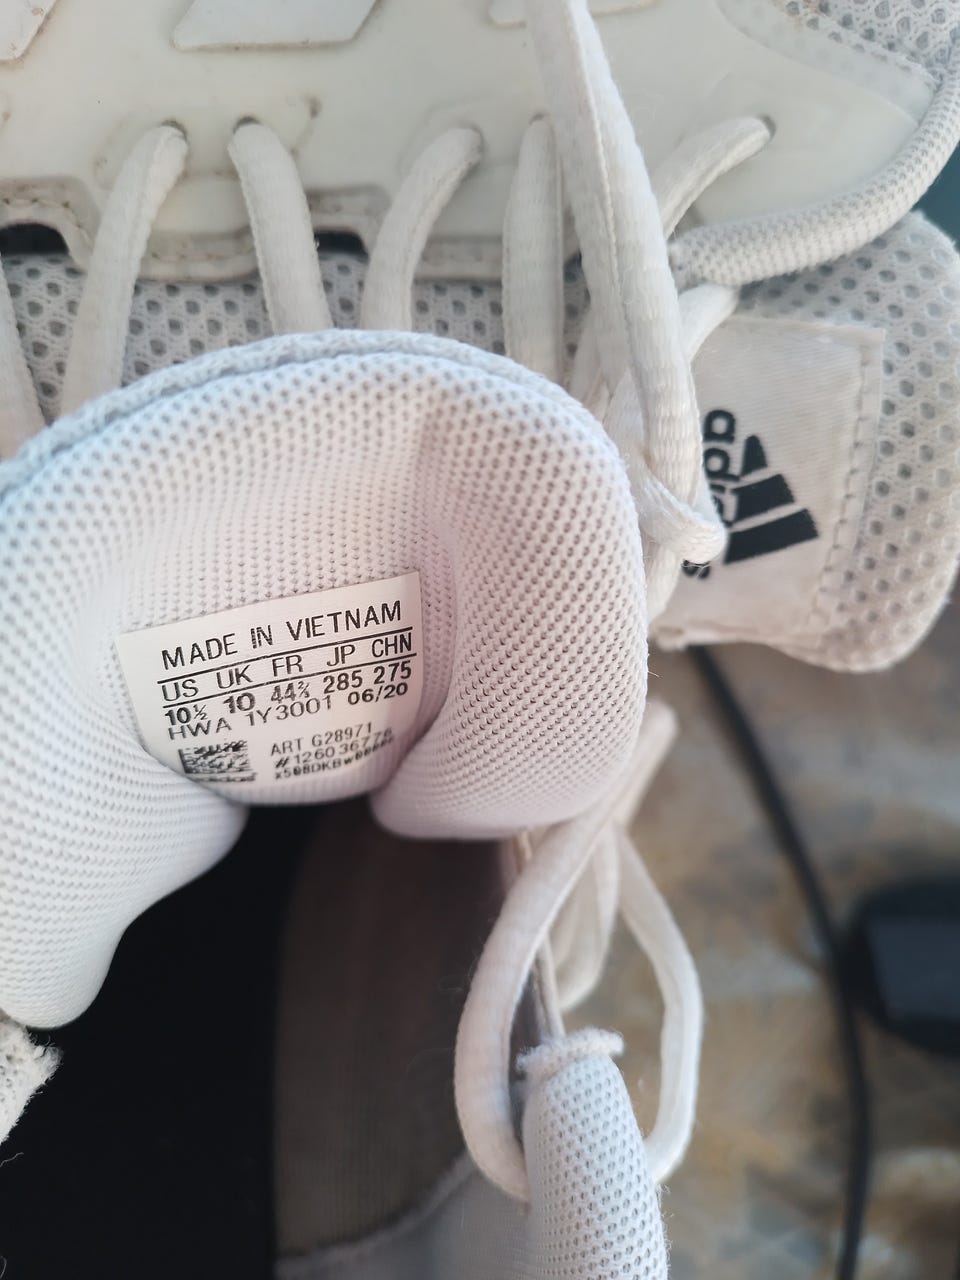 MADE IN VIETNAM
US UK FR JP CHN
10½ 10 44⅔ 285 275
HWA 1Y3001 06/20
ART G28971
adidas